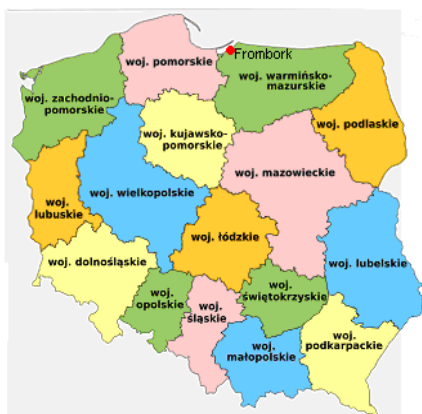 Frombork
woj. pomorskie
woj. warmińsko-
mazurskie
woj. zachodnio-
pomorskie
woj. podlaskie
woj. kujawsko-
pomorskie
woj. mazowieckie
woj. wielkopolskie
woj.
lubuskie
woj. łódzkie
woj. lubelskie
woj. dolnośląskie
woj.
opolskie
woj.
śląskie
woj.
świętokrzyskie
woj.
małopolskie
woj.
podkarpackie